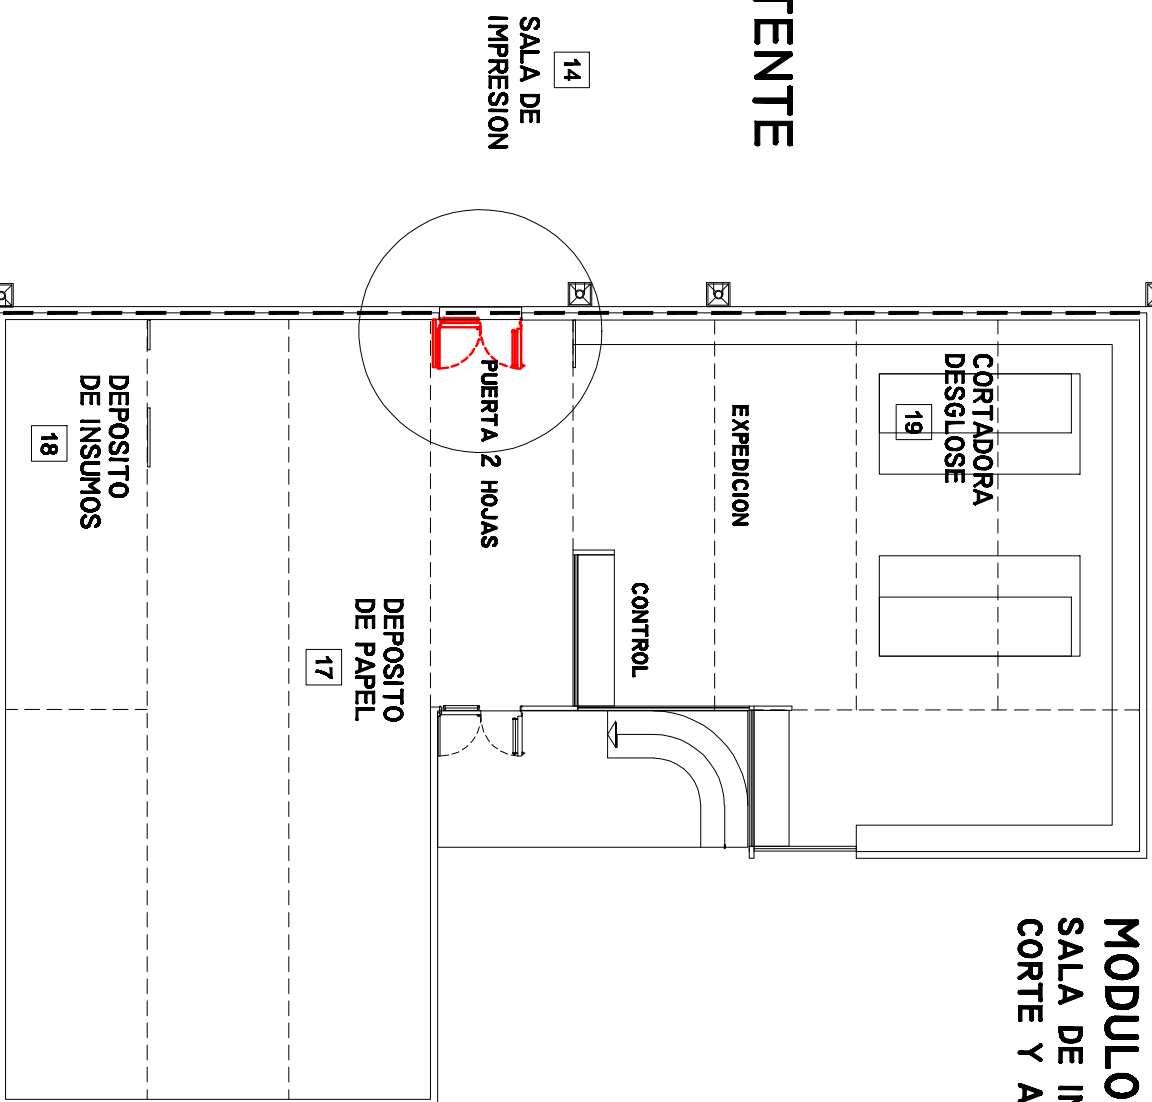 TENTE
14
SALA DE
IMPRESION
CORTADORA
DESGLOSE
19
EXPEDICION
PUERTA 2 HOJAS
DEPOSITO
DE INSUMOS
18
CONTROL
DEPOSITO
DE PAPEL
17
MODULO
SALA DE IN
CORTE Y A